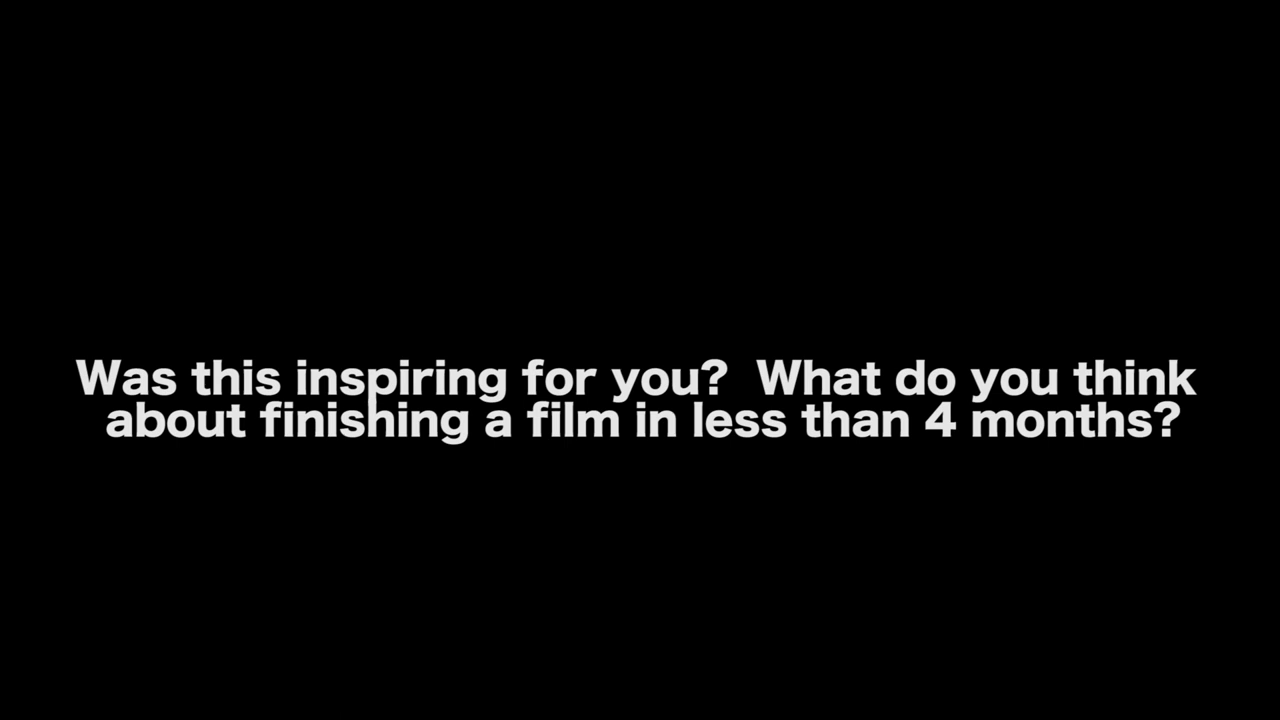 Was this inspiring for you?  What do you think
about finishing a film in less than 4 months?